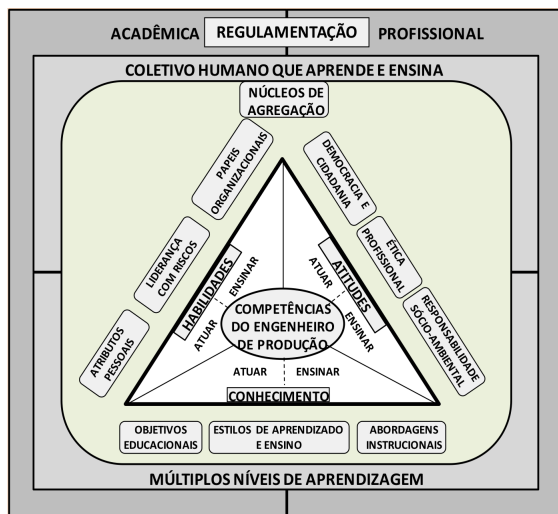 ACADÊMICA REGULAMENTAÇÃO PROFISSIONAL
COLETIVO HUMANO QUE APRENDE E ENSINA
NÚCLEOS DE
AGREGAÇÃO
PAPEIS
ORGANIZACIONAIS
DEMOCRACIA E
CIDADANIA
LIDERANÇA
COM RISCOS
ÉTICA
PROFISSIONAL
ATRIBUTOS
PESSOAIS
RESPONSABILIDADE
SÓCIO-AMBIENTAL
HABILIDADES
ENSINAR
ATUAR
ATITUDES
ATUAR
ENSINAR
COMPETÊNCIAS
DO ENGENHEIRO
DE PRODUÇÃO
ATUAR ENSINAR
CONHECIMENTO
OBJETIVOS
EDUCACIONAIS
ESTILOS DE APRENDIZADO
E ENSINO
ABORDAGENS
INSTRUCIONAIS
MÚLTIPLOS NÍVEIS DE APRENDIZAGEM